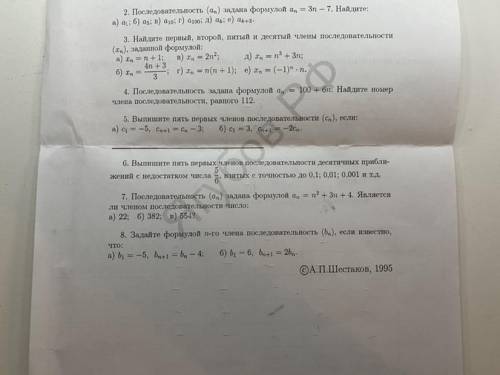 2. Последовательность (aₙ) задана формулой aₙ = 3n − 7. Найдите:
а) a₁; б) a₅; в) a₁₀; г) a₁₀₀; д) aₖ; е) aₖ₊₂.
3. Найдите первый, второй, пятый и десятый члены последовательности
(xₙ), заданной формулой:
а) xₙ = n + 1; в) xₙ = 2n²; д) xₙ = n³ + 3n;
б) xₙ = (4n + 3)/3; г) xₙ = n(n + 1); е) xₙ = (−1)ⁿ · n.
4. Последовательность задана формулой aₙ = 100 + 6n. Найдите номер
члена последовательности, равного 112.
5. Выпишите пять первых членов последовательности (cₙ), если:
а) c₁ = −5, cₙ₊₁ = cₙ − 3; б) c₁ = 3, cₙ₊₁ = −2cₙ.
6. Выпишите пять первых членов последовательности десятичных прибли-
жений с недостатком числа 5/6, взятых с точностью до 0,1; 0,01; 0,001 и т.д.
7. Последовательность (aₙ) задана формулой aₙ = n² + 3n + 4. Является
ли членом последовательности число:
а) 22; б) 382; в) 554?
8. Задайте формулой n-го члена последовательность (bₙ), если известно,
что:
а) b₁ = −5, bₙ₊₁ = bₙ − 4; б) b₁ = 6, bₙ₊₁ = 2bₙ.
©А.П.Шестаков, 1995